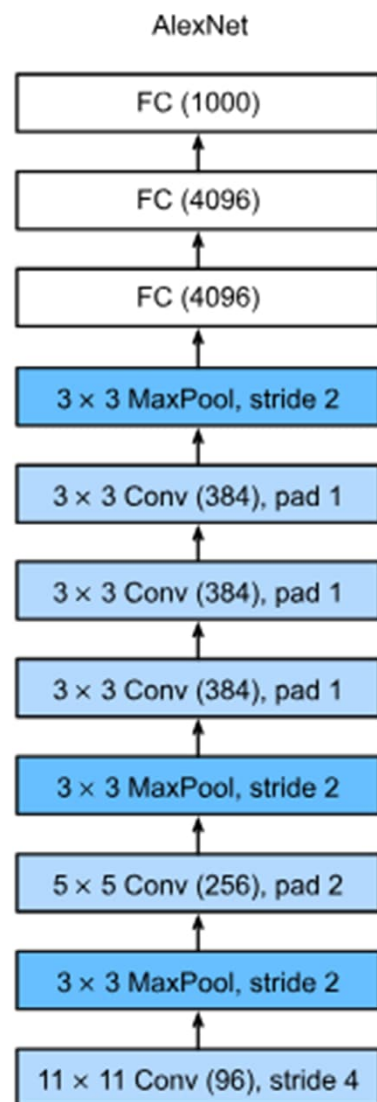 AlexNet
FC (1000)
FC (4096)
FC (4096)
3 × 3 MaxPool, stride 2
3 × 3 Conv (384), pad 1
3 × 3 Conv (384), pad 1
3 × 3 Conv (384), pad 1
3 × 3 MaxPool, stride 2
5 × 5 Conv (256), pad 2
3 × 3 MaxPool, stride 2
11 × 11 Conv (96), stride 4